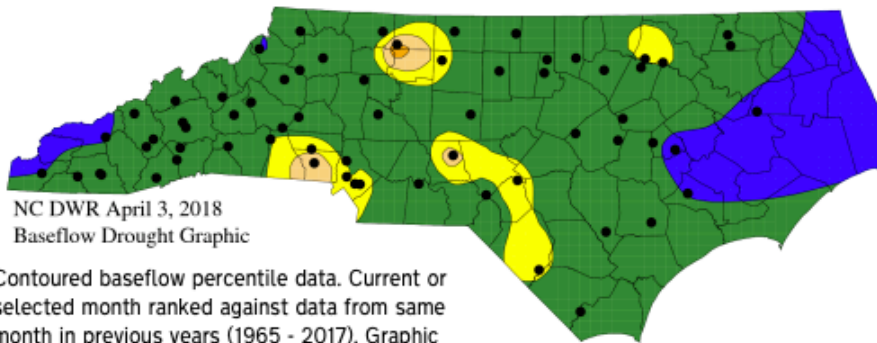 NC DWR April 3, 2018
Baseflow Drought Graphic
Contoured baseflow percentile data. Current or
selected month ranked against data from same
month in previous years (1965 - 2017). Graphic